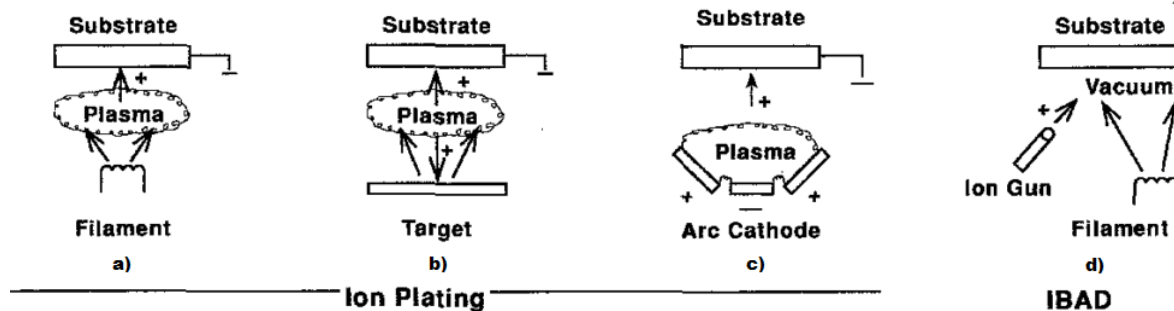 Substrate
+
Plasma
Filament
a)
Substrate
+
Plasma
+
Target
b)
Substrate
+
Plasma
+ +
Arc Cathode
c)
Substrate
Vacuum
+
Ion Gun
Filament
d)
Ion Plating
IBAD